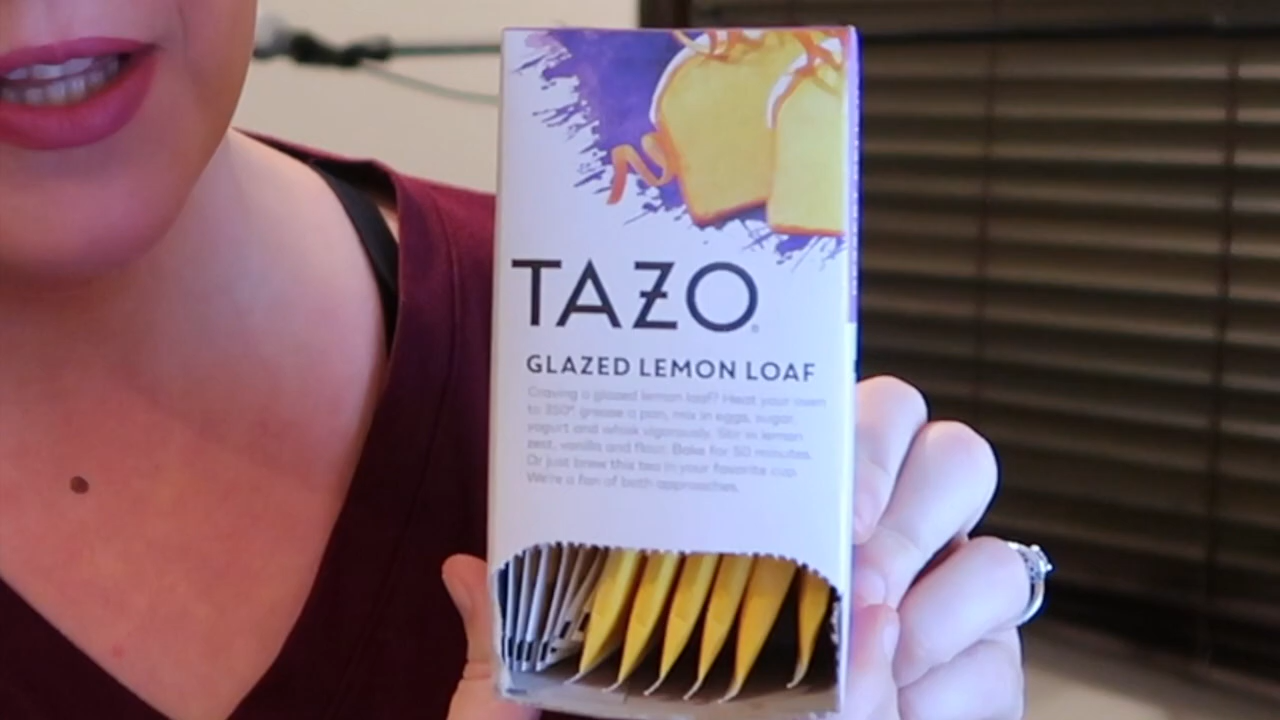 TAZO
GLAZED LEMON LOAF
Craving a glazed lemon loaf? Heat your oven
to 350° grease a pan, mix in eggs, sugar
yogurt and whisk vigorously. Stir in lemon
zest, vanilla and flour. Bake for 50 minutes.
Or just brew this tea in your favorite cup.
We're a fan of both approaches.